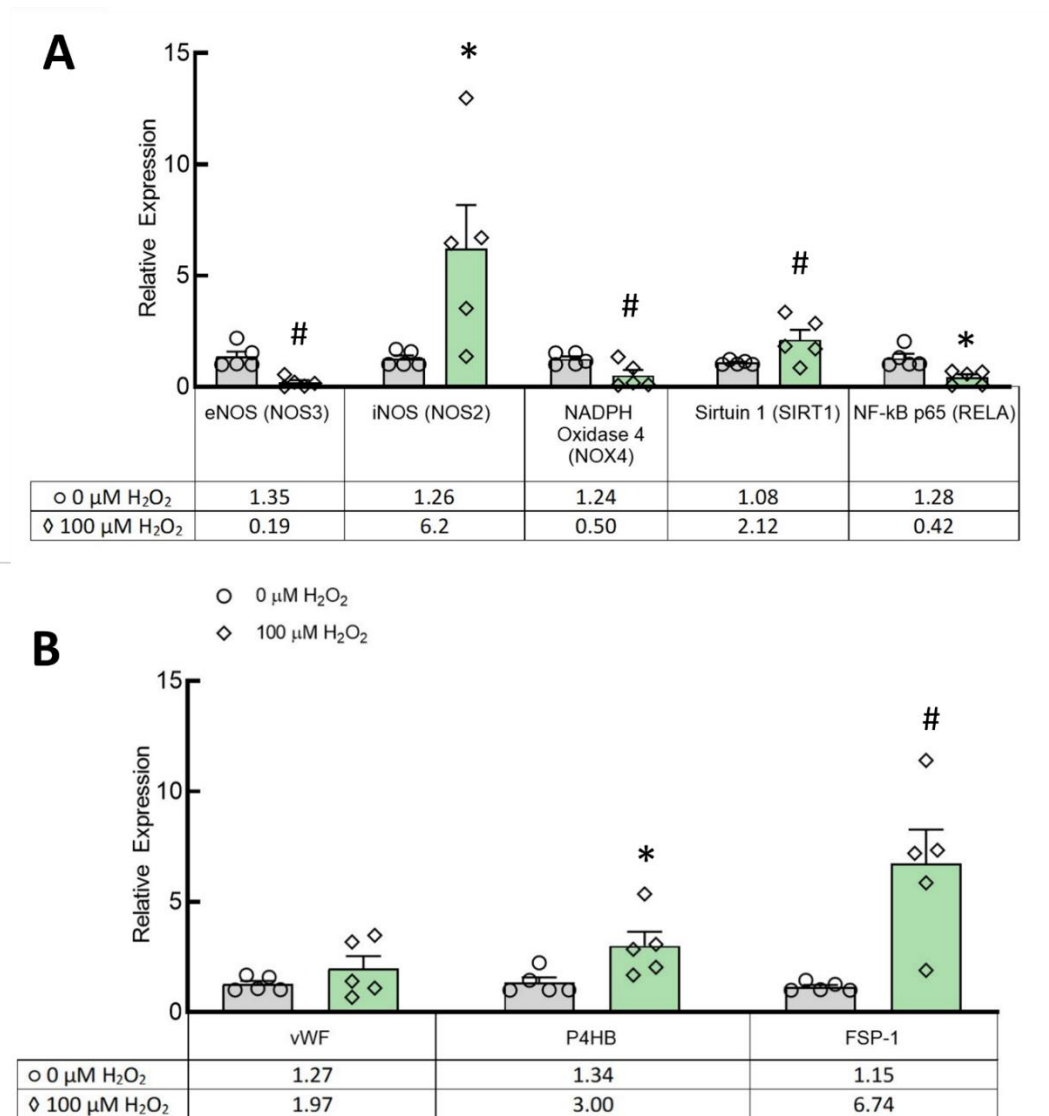 A
*
15
10
# # # *
5
0
Relative Expression
eNOS (NOS3) iNOS (NOS2) NADPH Oxidase 4 (NOX4) Sirtuin 1 (SIRT1) NF-kB p65 (RELA)
○ 0 µM H₂O₂ 1.35 1.26 1.24 1.08 1.28
◊ 100 µM H₂O₂ 0.19 6.2 0.50 2.12 0.42
○ 0 µM H₂O₂
◇ 100 µM H₂O₂
B
15
#
10
*
5
0
Relative Expression
vWF P4HB FSP-1
○ 0 µM H₂O₂ 1.27 1.34 1.15
◊ 100 µM H₂O₂ 1.97 3.00 6.74